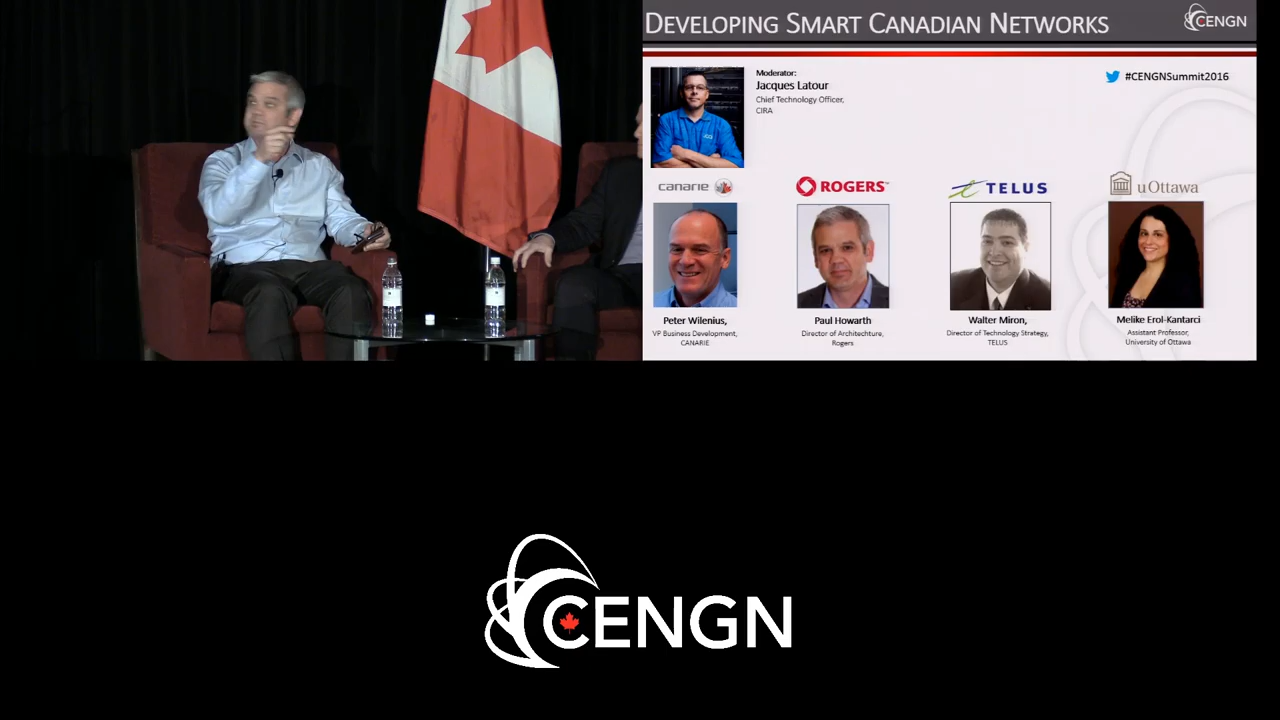 DEVELOPING SMART CANADIAN NETWORKS
CENGN
Moderator:
Jacques Latour
Chief Technology Officer,
CIRA
#CENGNSummit2016
canarie
ROGERS™
TELUS
uOttawa
Peter Wilenius,
VP Business Development,
CANARIE
Paul Howarth
Director of Architechture,
Rogers
Walter Miron,
Director of Technology Strategy,
TELUS
Melike Erol-Kantarci
Assistant Professor,
University of Ottawa
CENGN